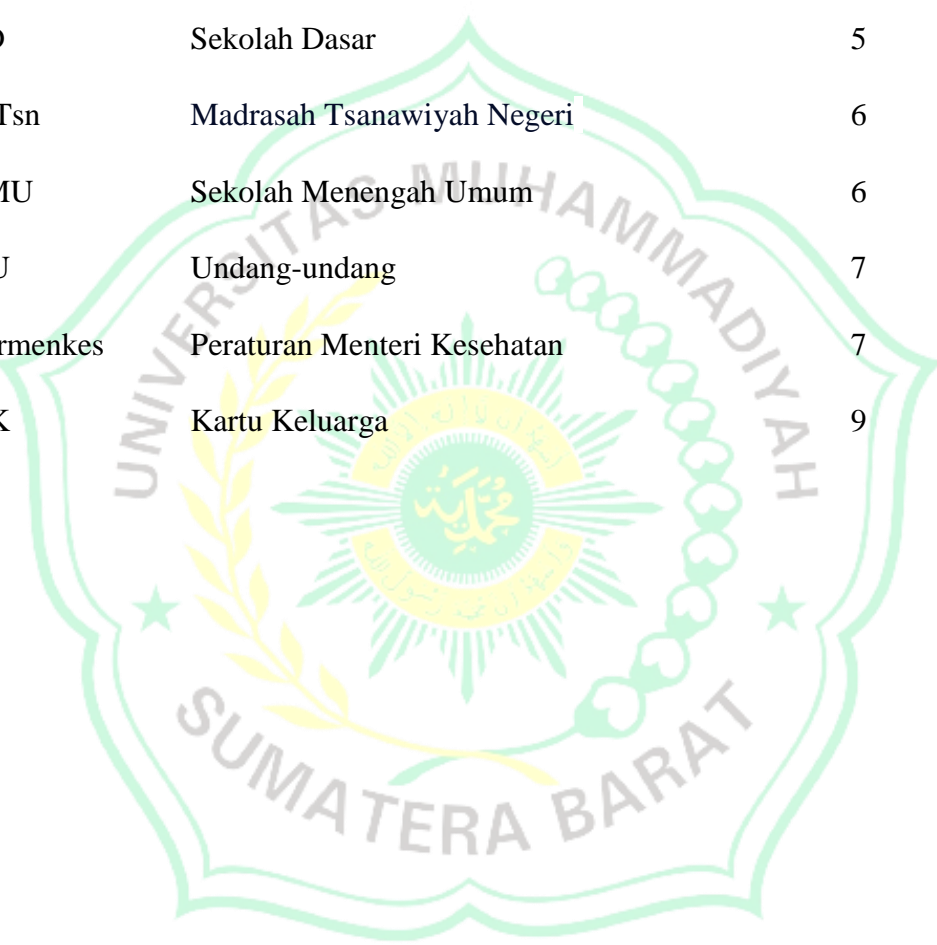 D Sekolah Dasar 5
Tsn Madrasah Tsanawiyah Negeri 6
MU Sekolah Menengah Umum 6
U Undang-undang 7
rmenkes Peraturan Menteri Kesehatan 7
K Kartu Keluarga 9
UNIVERSITAS MUHAMMADIYAH
SUMATERA BARAT